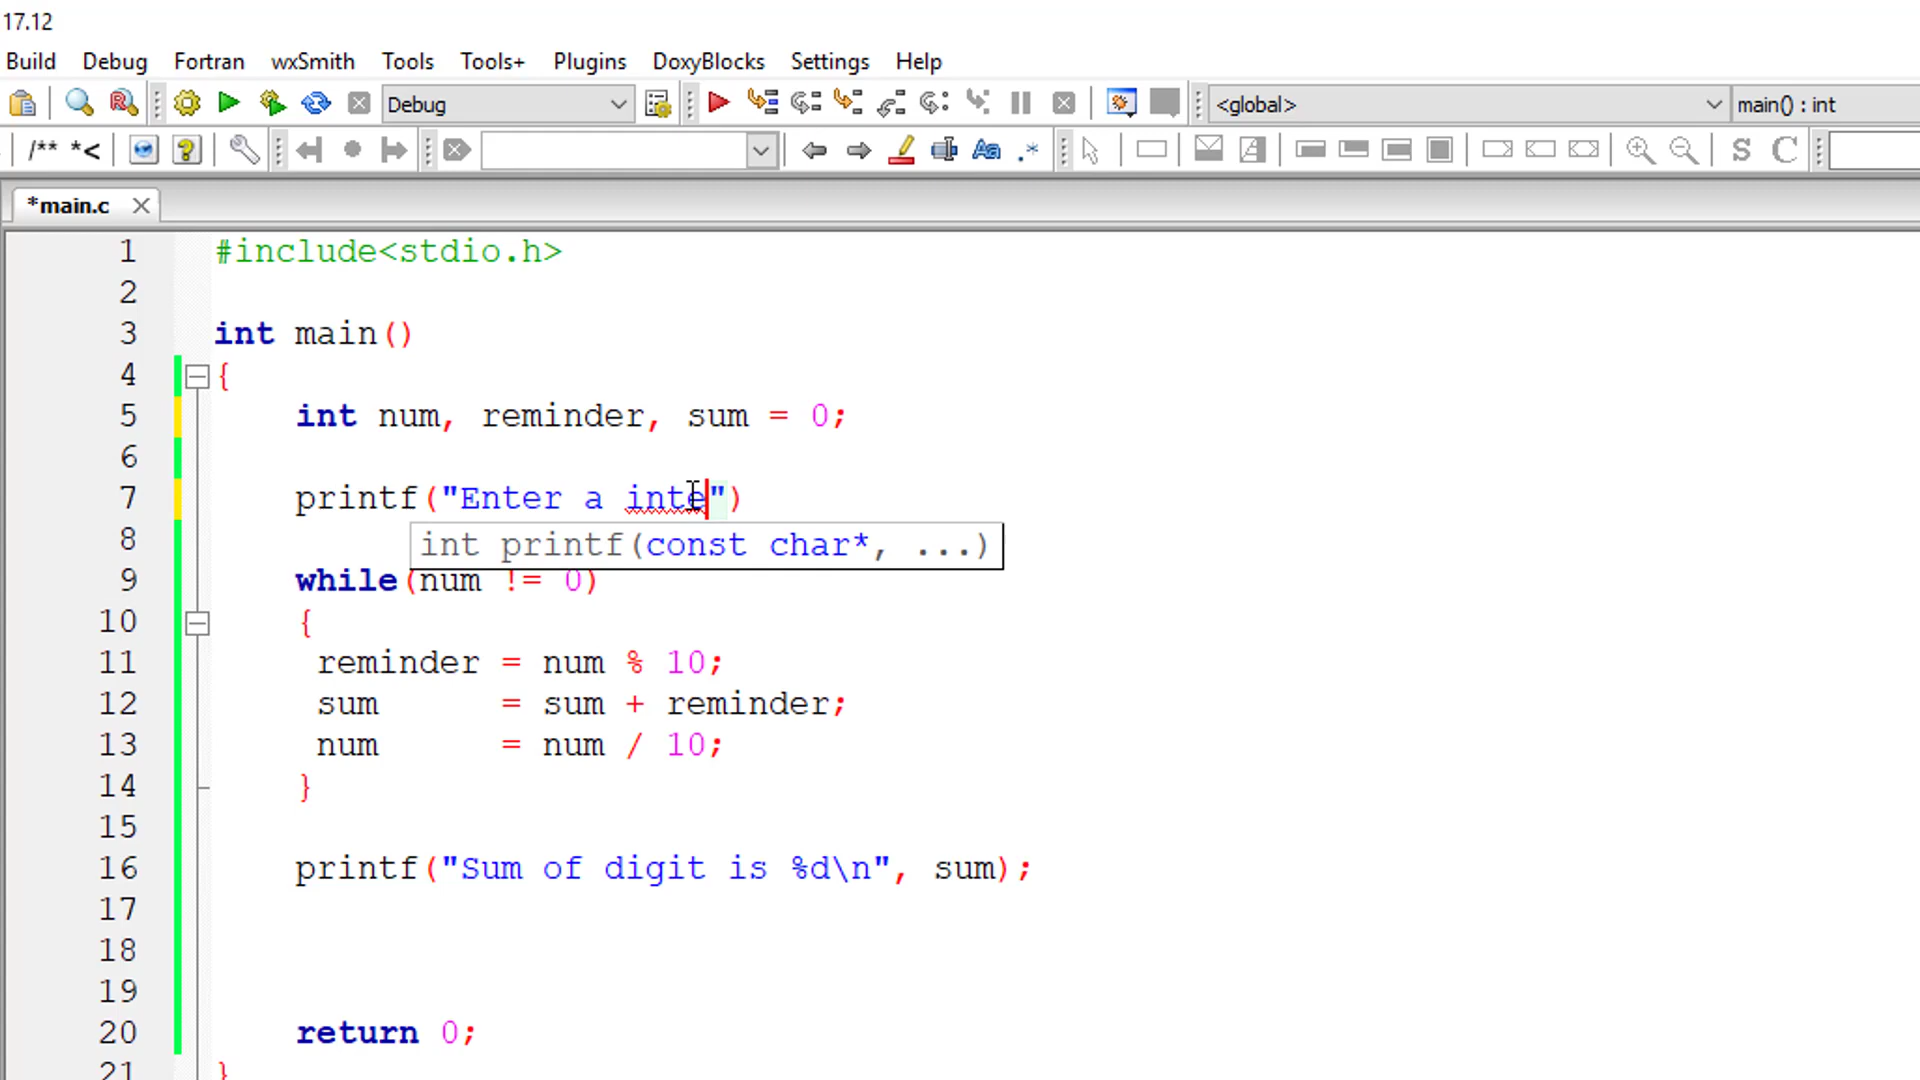 17.12
Build Debug Fortran wxSmith Tools Tools+ Plugins DoxyBlocks Settings Help
Debug <global> main() : int
/** *< Aa .* S C
*main.c
1 #include<stdio.h>
2
3 int main()
4 {
5 int num, reminder, sum = 0;
6
7 printf("Enter a inte")
8 int printf(const char*, ...)
9 while(num != 0)
10 {
11 reminder = num % 10;
12 sum = sum + reminder;
13 num = num / 10;
14 }
15
16 printf("Sum of digit is %d\n", sum);
17
18
19
20 return 0;
21 }